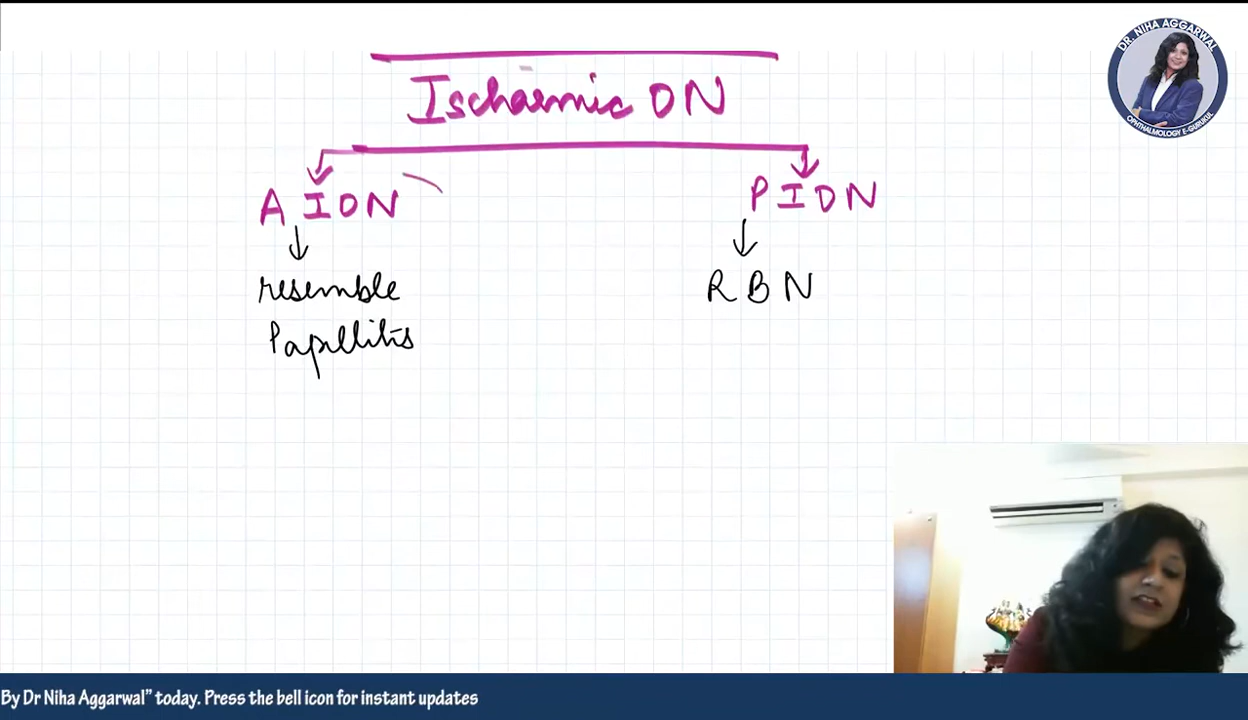 DR. NIHA AGGARWAL
OPHTHALMOLOGY E-GURUKUL
Ischaemic ON
AION
PION
resemble
Papillitis
RBN
By Dr Niha Aggarwal” today. Press the bell icon for instant updates